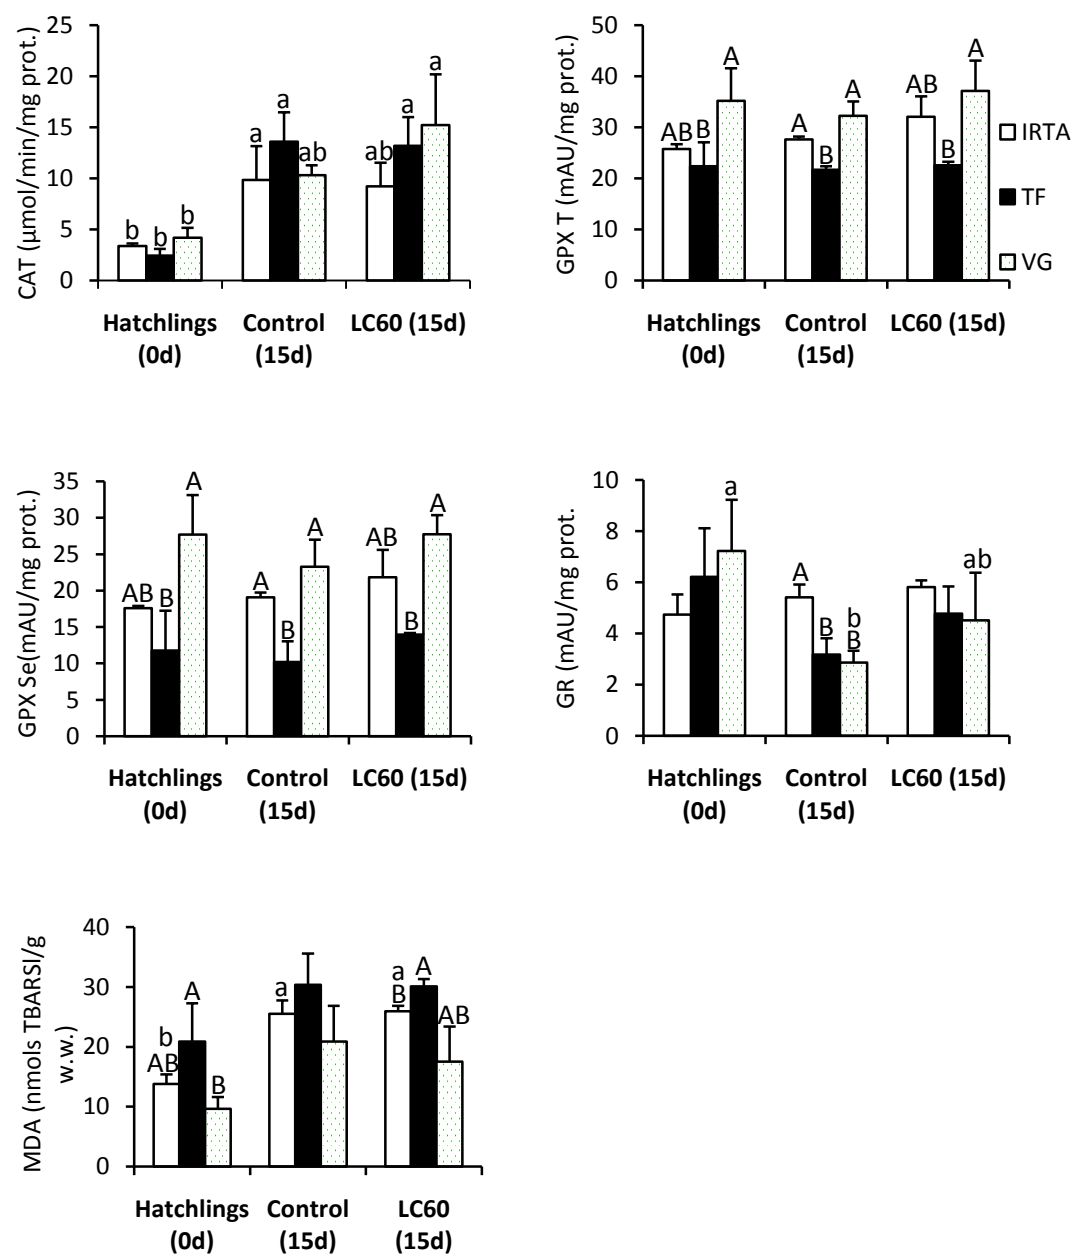 CAT (µmol/min/mg prot.)
25
20
15
10
5
0
b
b
b
a
a
ab
ab
a
a
Hatchlings
(0d)
Control
(15d)
LC60 (15d)
GPX T (mAU/mg prot.)
50
40
30
20
10
0
AB
B
A
A
B
A
AB
B
A
Hatchlings
(0d)
Control
(15d)
LC60 (15d)
IRTA
TF
VG
GPX Se(mAU/mg prot.)
35
30
25
20
15
10
5
0
AB
B
A
A
B
A
AB
B
A
Hatchlings
(0d)
Control
(15d)
LC60 (15d)
GR (mAU/mg prot.
10
8
6
4
2
0
a
A
B
b
B
ab
Hatchlings
(0d)
Control
(15d)
LC60 (15d)
MDA (nmols TBARSl/g
w.w.)
40
30
20
10
0
b
AB
A
B
a
a
B
A
AB
Hatchlings
(0d)
Control
(15d)
LC60
(15d)